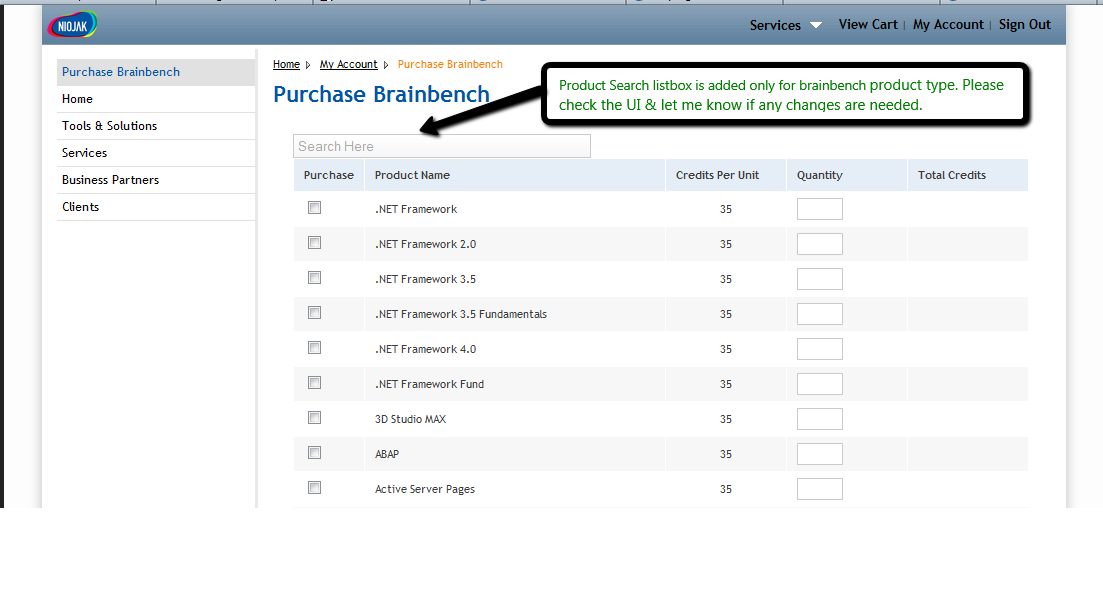 NIOJAK
Services View Cart | My Account | Sign Out
Purchase Brainbench
Home
Tools & Solutions
Services
Business Partners
Clients
Home My Account Purchase Brainbench
Purchase Brainbench
Product Search listbox is added only for brainbench product type. Please
check the UI & let me know if any changes are needed.
Search Here
Purchase Product Name Credits Per Unit Quantity Total Credits
.NET Framework 35
.NET Framework 2.0 35
.NET Framework 3.5 35
.NET Framework 3.5 Fundamentals 35
.NET Framework 4.0 35
.NET Framework Fund 35
3D Studio MAX 35
ABAP 35
Active Server Pages 35